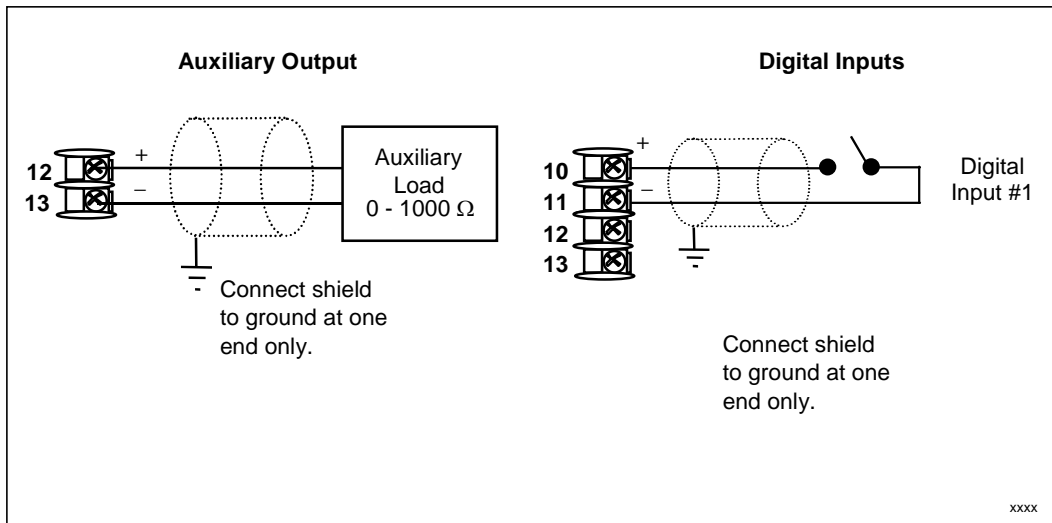 Auxiliary Output
12
13
+
−
Auxiliary
Load
0 - 1000 Ω
Connect shield
to ground at one
end only.
Digital Inputs
10
11
12
13
+
−
Digital
Input #1
Connect shield
to ground at one
end only.
xxxx